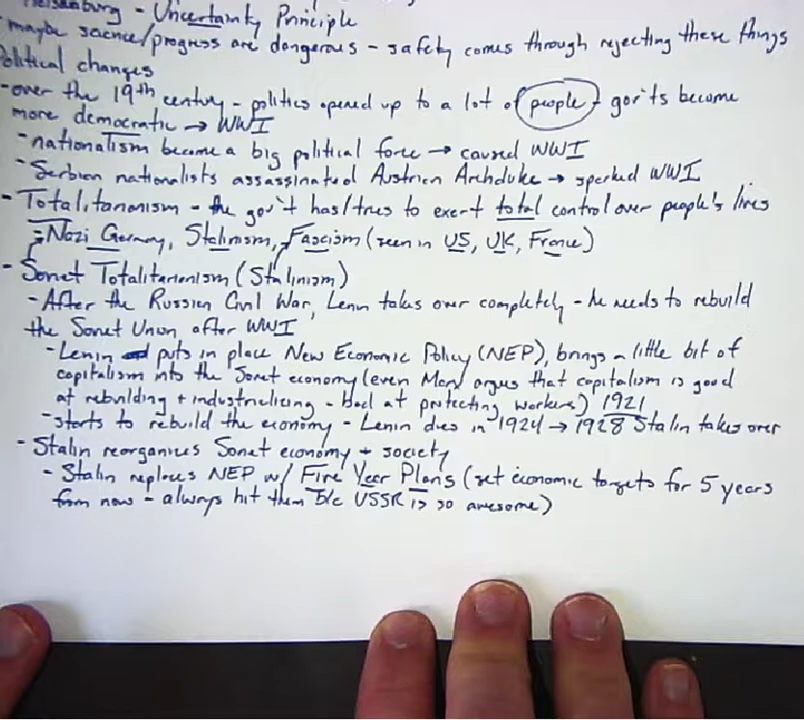 Heisenburg - Uncertainty Principle
- maybe science/progress are dangerous - safety comes through rejecting these things
Political changes
- over the 19th century - politics opened up to a lot of people + gov'ts become
more democratic → WWI
- nationalism became a big political force → caused WWI
- Serbian nationalists assassinated Austrian Archduke → sparked WWI
- Totalitarianism - the gov't has/tries to exert total control over people's lives
- Nazi Germany, Stalinism, Fascism (seen in US, UK, France)
- Soviet Totalitarianism (Stalinism)
- After the Russian Civil War, Lenin takes over completely - he needs to rebuild
the Soviet Union after WWI
- Lenin puts in place New Economic Policy (NEP), brings a little bit of
capitalism into the Soviet economy (even Marx argues that capitalism is good
at rebuilding + industrializing - bad at protecting workers) 1921
- starts to rebuild the economy - Lenin dies in 1924 → 1928 Stalin takes over
- Stalin reorganizes Soviet economy + society
- Stalin replaces NEP w/ Five Year Plans (set economic targets for 5 years
from now - always hit them b/c USSR is so awesome)